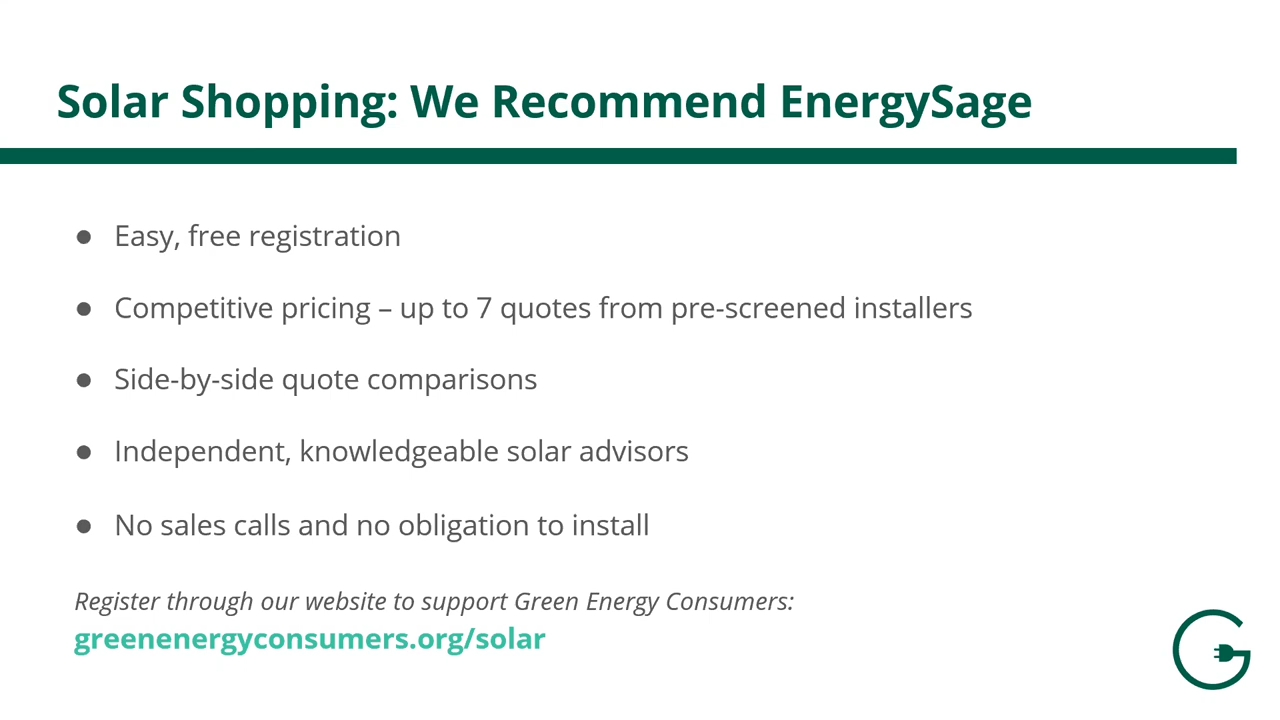 Solar Shopping: We Recommend EnergySage
● Easy, free registration
● Competitive pricing – up to 7 quotes from pre-screened installers
● Side-by-side quote comparisons
● Independent, knowledgeable solar advisors
● No sales calls and no obligation to install
Register through our website to support Green Energy Consumers:
greenenergyconsumers.org/solar